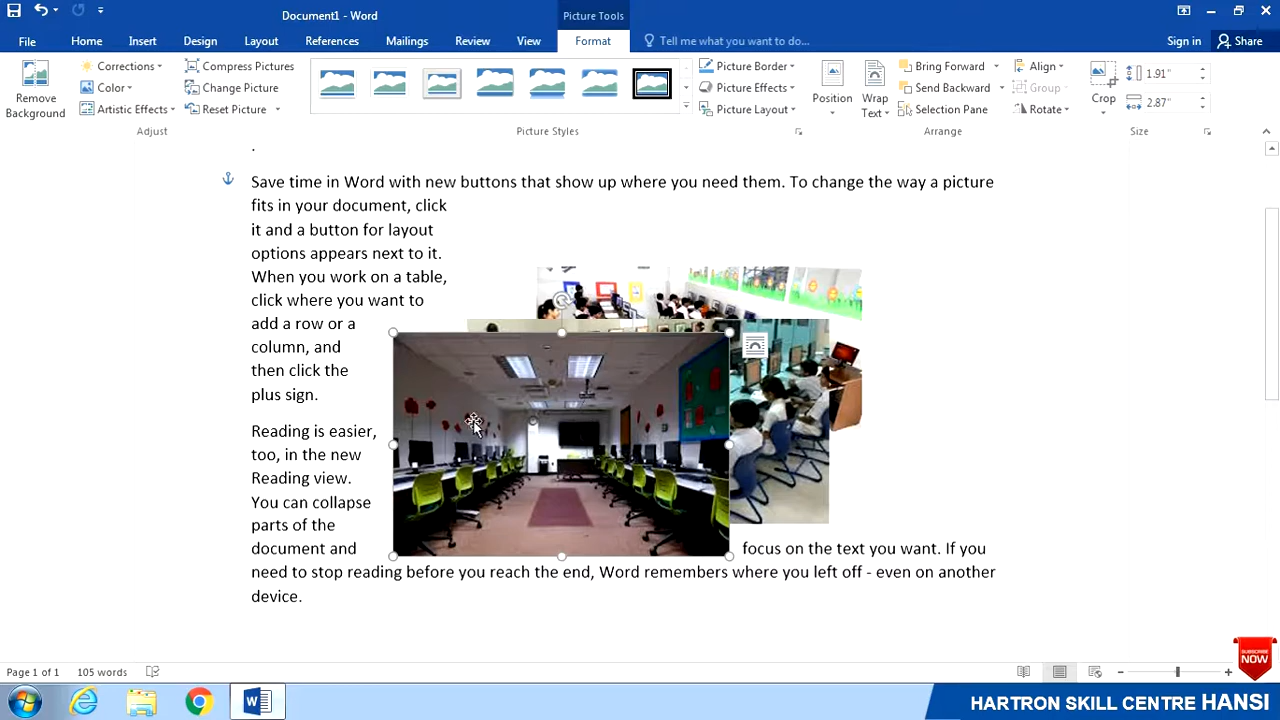 Document1 - Word
Picture Tools
File
Home
Insert
Design
Layout
References
Mailings
Review
View
Format
Tell me what you want to do...
Sign in
Share
Remove
Background
Corrections
Color
Artistic Effects
Compress Pictures
Change Picture
Reset Picture
Adjust
Picture Styles
Picture Border
Picture Effects
Picture Layout
Position
Wrap
Text
Bring Forward
Send Backward
Selection Pane
Align
Group
Rotate
Arrange
Crop
1.91"
2.87"
Size
.
Save time in Word with new buttons that show up where you need them. To change the way a picture
fits in your document, click
it and a button for layout
options appears next to it.
When you work on a table,
click where you want to
add a row or a
column, and
then click the
plus sign.
Reading is easier,
too, in the new
Reading view.
You can collapse
parts of the
document and focus on the text you want. If you
need to stop reading before you reach the end, Word remembers where you left off - even on another
device.
Page 1 of 1
105 words
SUBSCRIBE
NOW
HARTRON SKILL CENTRE HANSI